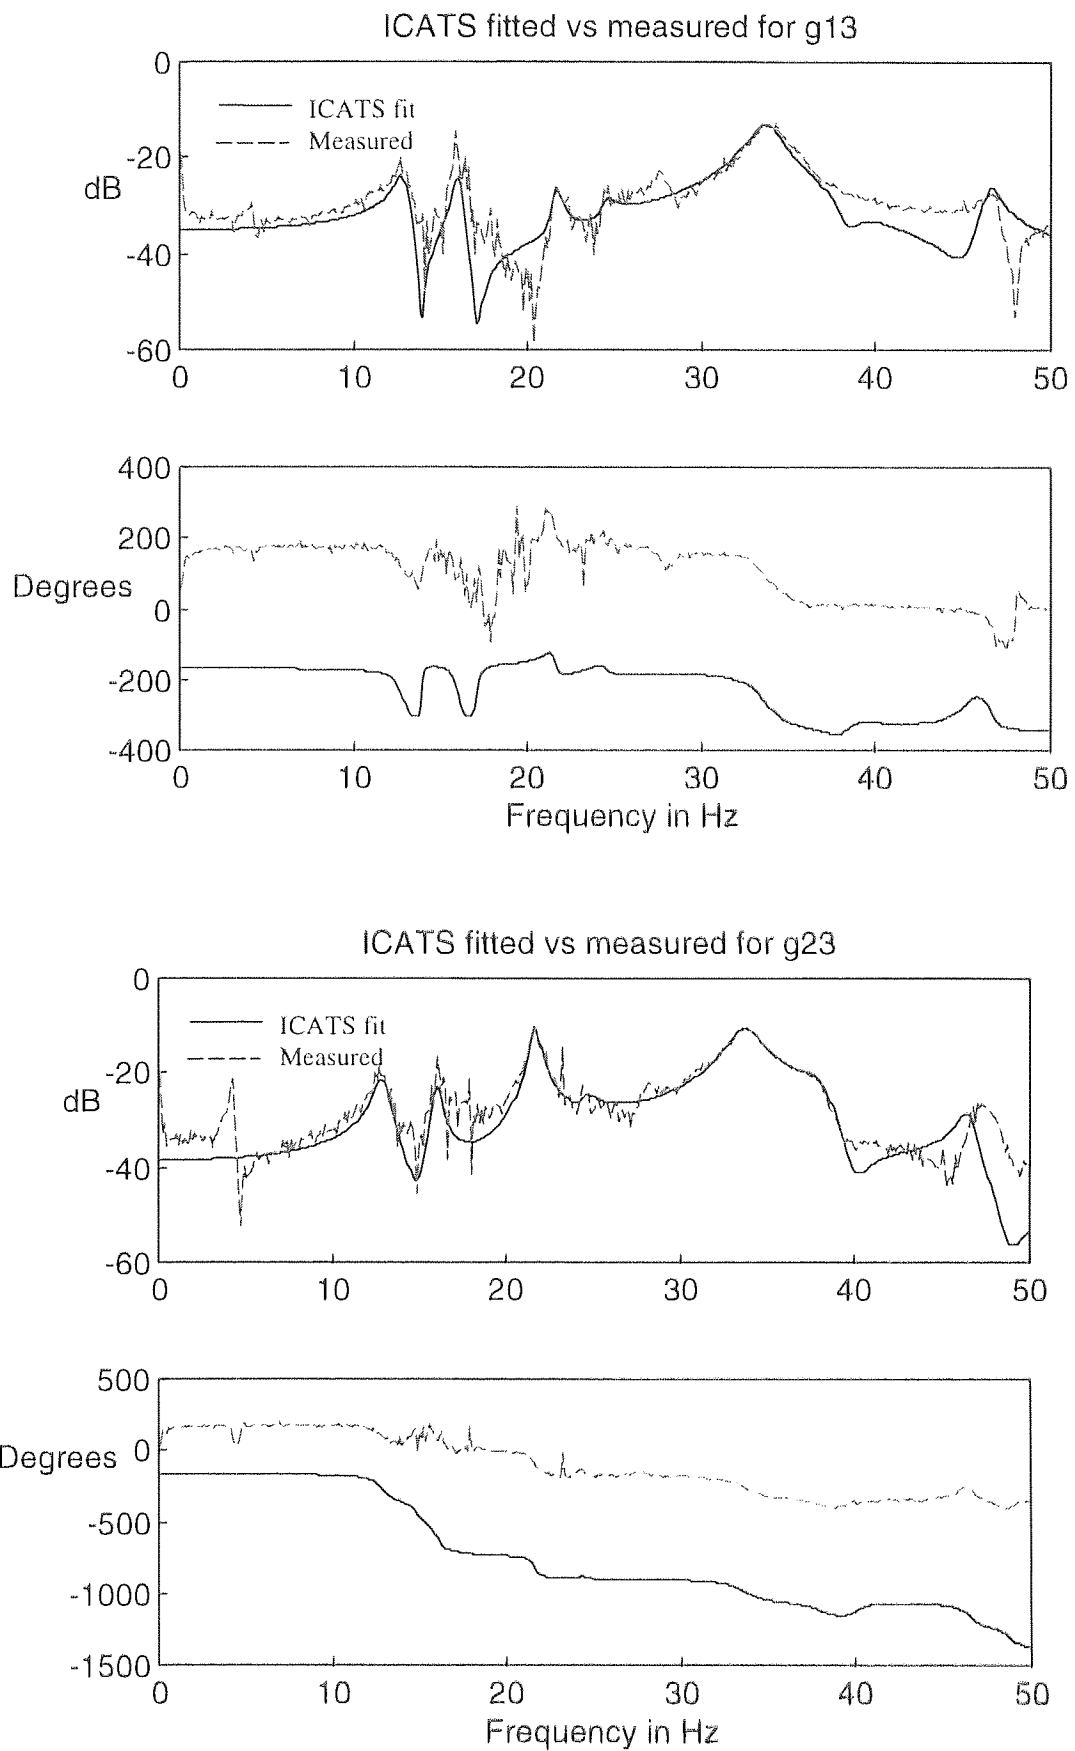 ICATS fitted vs measured for g13
0
ICATS fit
Measured
-20
dB
-40
-60
0 10 20 30 40 50
400
200
Degrees
0
-200
-400
0 10 20 30 40 50
Frequency in Hz
ICATS fitted vs measured for g23
0
ICATS fit
Measured
-20
dB
-40
-60
0 10 20 30 40 50
500
0
Degrees
-500
-1000
-1500
0 10 20 30 40 50
Frequency in Hz